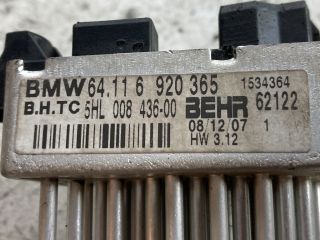 BMW 64.11 6 920 365 1534364
B.H.TC 5HL 008 436-00 BEHR 62122
08/12/07 1
HW 3.12